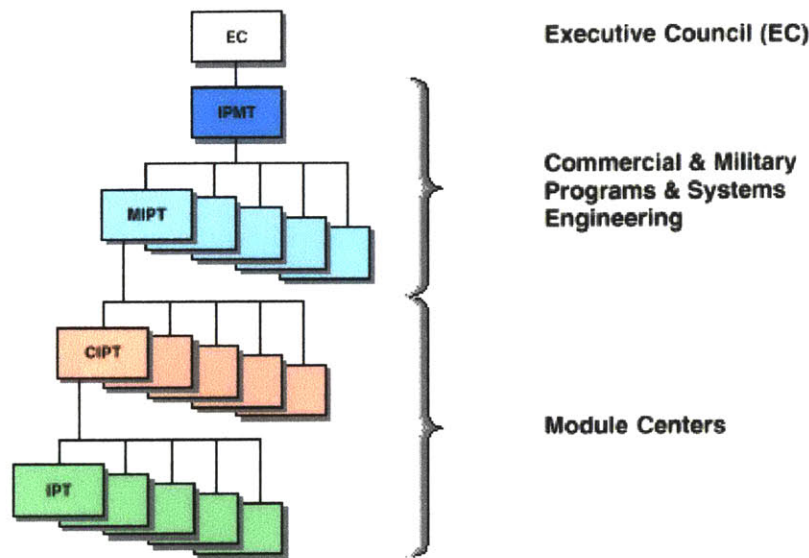 EC
Executive Council (EC)
IPMT
Commercial & Military
Programs & Systems
Engineering
MIPT
CIPT
Module Centers
IPT